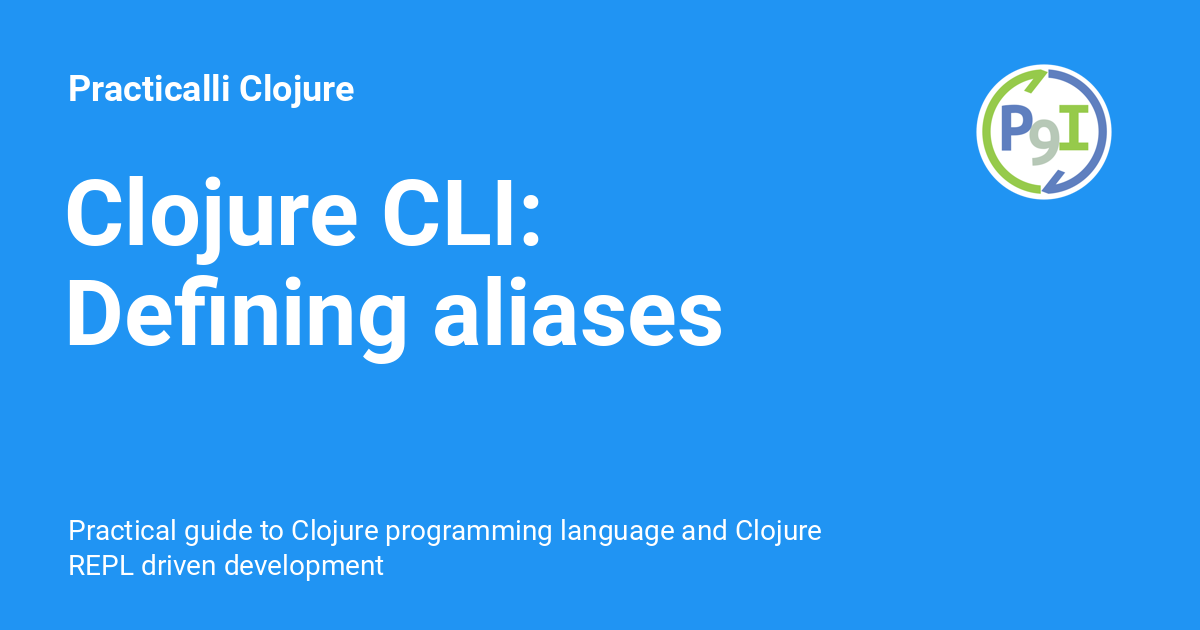 Practicalli Clojure
P9I
Clojure CLI:
Defining aliases
Practical guide to Clojure programming language and Clojure
REPL driven development